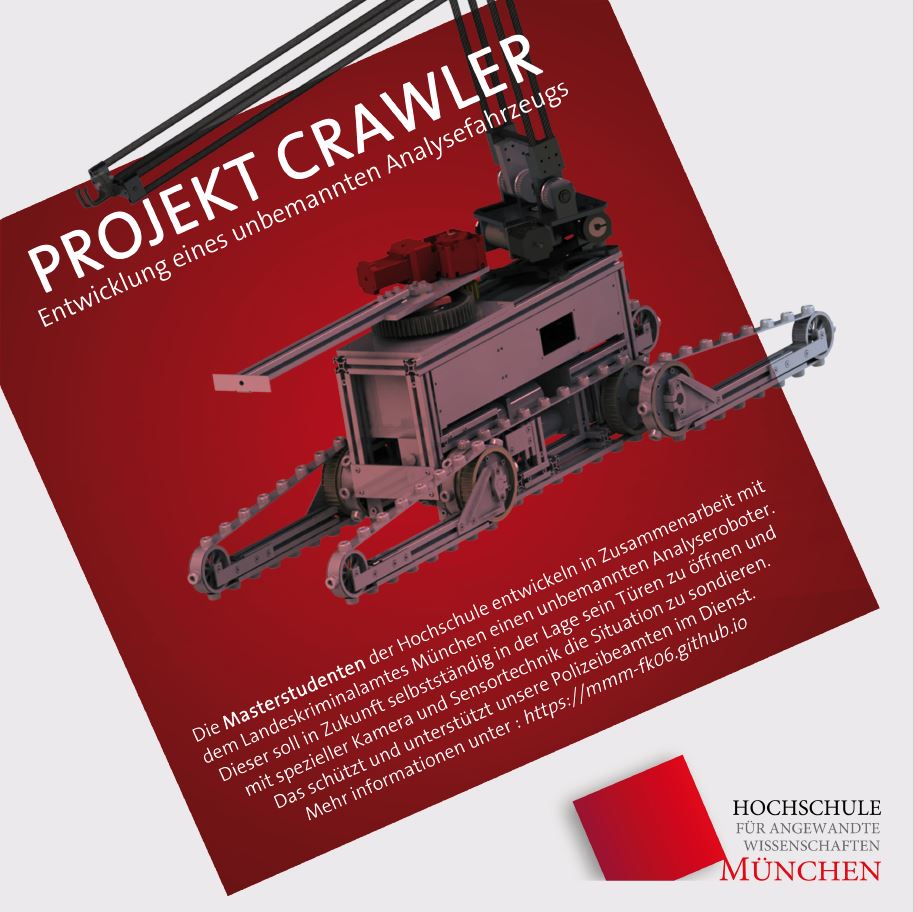 PROJEKT CRAWLER
Entwicklung eines unbemannten Analysefahrzeugs
Die Masterstudenten der Hochschule entwickeln in Zusammenarbeit mit
dem Landeskriminalamtes München einen unbemannten Analyseroboter.
Dieser soll in Zukunft selbstständig in der Lage sein Türen zu öffnen und
mit spezieller Kamera und Sensortechnik die Situation zu sondieren.
Das schützt und unterstützt unsere Polizeibeamten im Dienst.
Mehr informationen unter : https://mmm-fk06.github.io
HOCHSCHULE
FÜR ANGEWANDTE
WISSENSCHAFTEN
MÜNCHEN